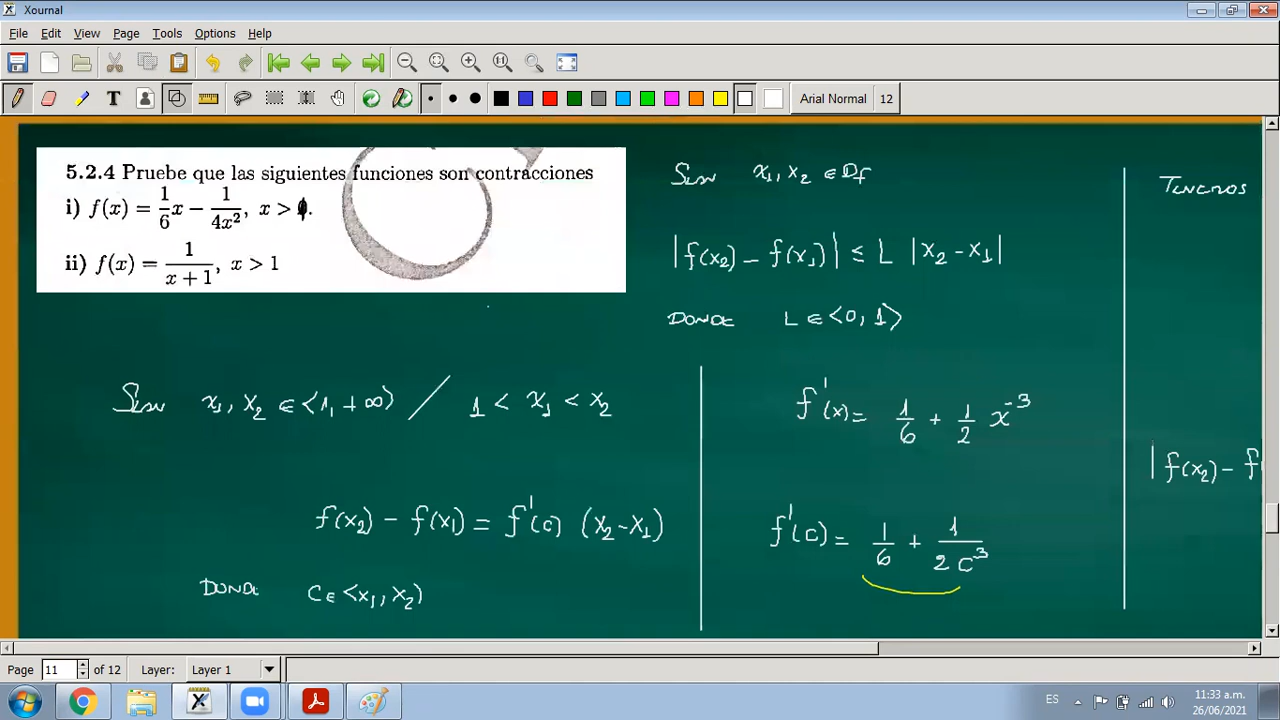 Xournal
File Edit View Page Tools Options Help
Arial Normal 12
5.2.4 Pruebe que las siguientes funciones son contracciones
i) f(x) = 1/6 x − 1/(4x²), x >
ii) f(x) = 1/(x + 1), x > 1
Sean x₁, x₂ ∈ Df
|f(x₂) − f(x₁)| ≤ L |x₂ − x₁|
DONDE L ∈ <0, 1>
Sean x₁, x₂ ∈ <1, +∞> / 1 < x₁ < x₂
f(x₂) − f(x₁) = f'(c) (x₂ − x₁)
DONDE c ∈ <x₁, x₂>
f'(x) = 1/6 + 1/2 x⁻³
f'(c) = 1/6 + 1/(2c³)
TENEMOS
|f(x₂) − f(
Page 11 of 12 Layer: Layer 1
ES 11:33 a.m.
26/06/2021